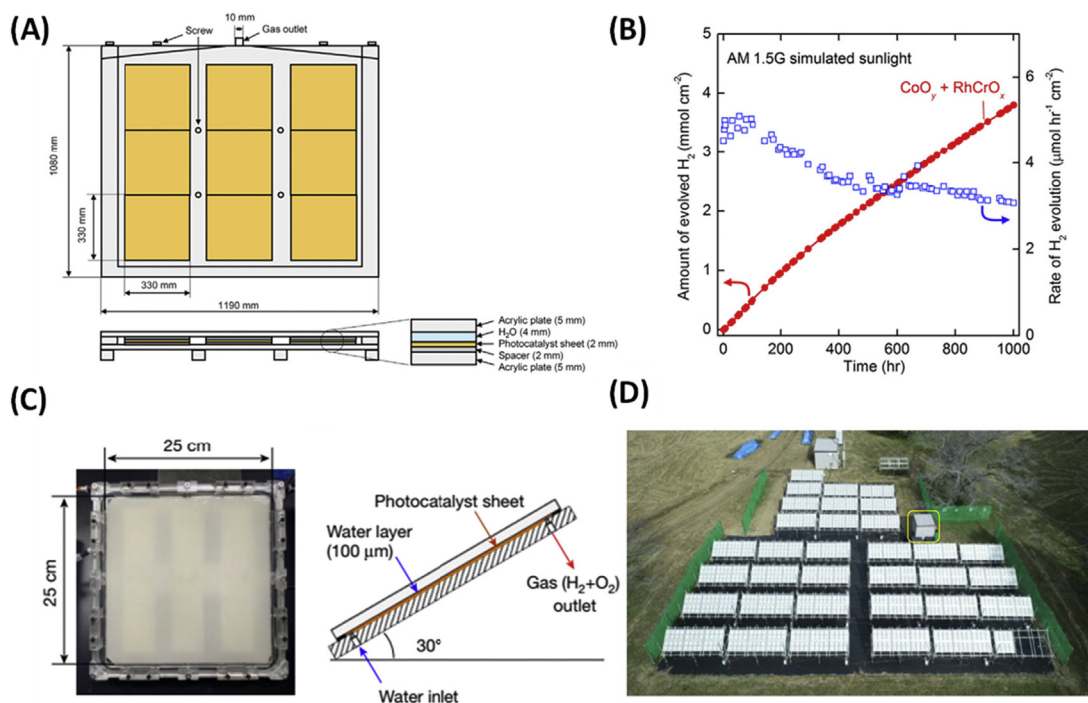 (A)
10 mm
Screw
Gas outlet
1080 mm
330 mm
330 mm
1190 mm
Acrylic plate (5 mm)
H₂O (4 mm)
Photocatalyst sheet (2 mm)
Spacer (2 mm)
Acrylic plate (5 mm)
(B)
AM 1.5G simulated sunlight
CoOy + RhCrOx
Amount of evolved H₂ (mmol cm⁻²)
5
4
3
2
1
0
Rate of H₂ evolution (μmol hr⁻¹ cm⁻²)
6
4
2
0
0 200 400 600 800 1000
Time (hr)
(C)
25 cm
25 cm
Photocatalyst sheet
Water layer
(100 μm)
Gas (H₂+O₂)
outlet
30°
Water inlet
(D)